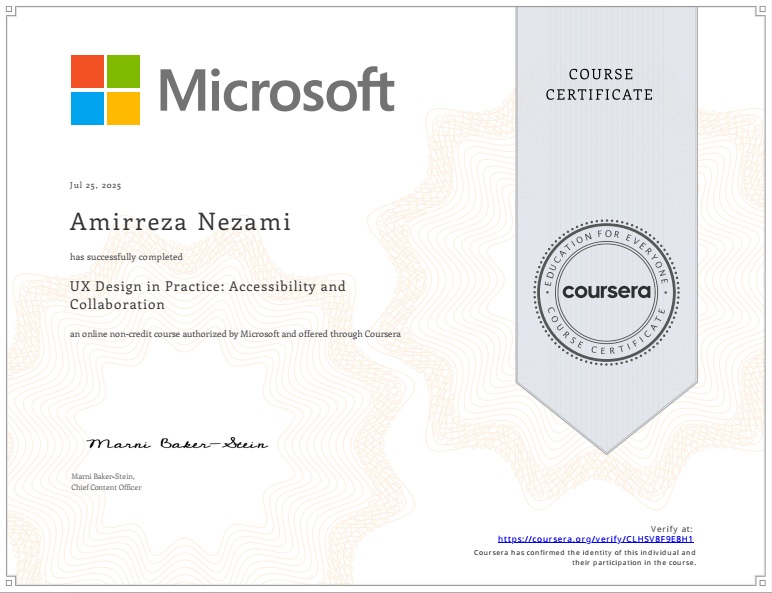 Microsoft
COURSE
CERTIFICATE
Jul 25, 2025
Amirreza Nezami
has successfully completed
UX Design in Practice: Accessibility and
Collaboration
an online non-credit course authorized by Microsoft and offered through Coursera
EDUCATION FOR EVERYONE
coursera
COURSE CERTIFICATE
Marni Baker-Stein
Marni Baker-Stein,
Chief Content Officer
Verify at:
https://coursera.org/verify/CLHSV8F9E8H1
Coursera has confirmed the identity of this individual and
their participation in the course.